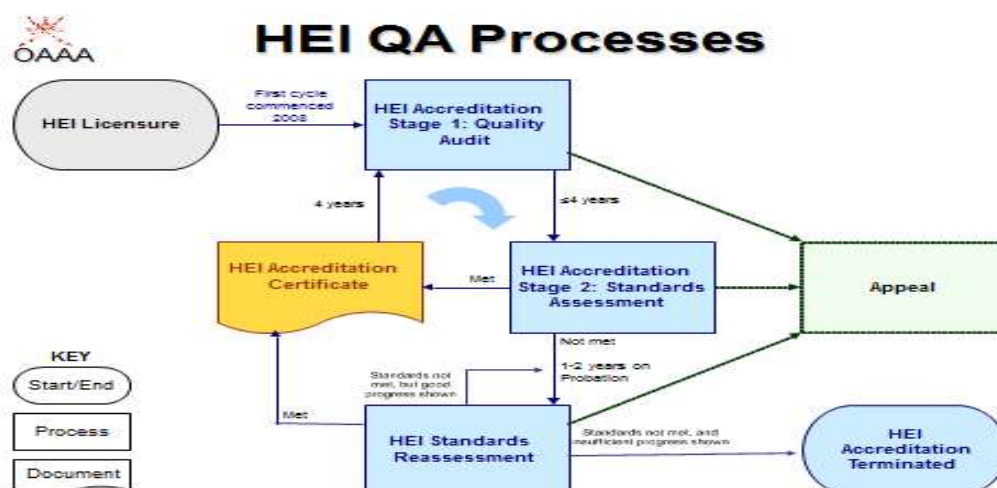 OAAA
HEI QA Processes
HEI Licensure
First cycle
commenced
2008
HEI Accreditation
Stage 1: Quality
Audit
4 years
≤4 years
HEI Accreditation
Certificate
Met
HEI Accreditation
Stage 2: Standards
Assessment
Appeal
Not met
1-2 years on
Probation
KEY
Start/End
Process
Document
Standards not
met, but good
progress shown
Met
HEI Standards
Reassessment
Standards not met, and
insufficient progress shown
HEI
Accreditation
Terminated